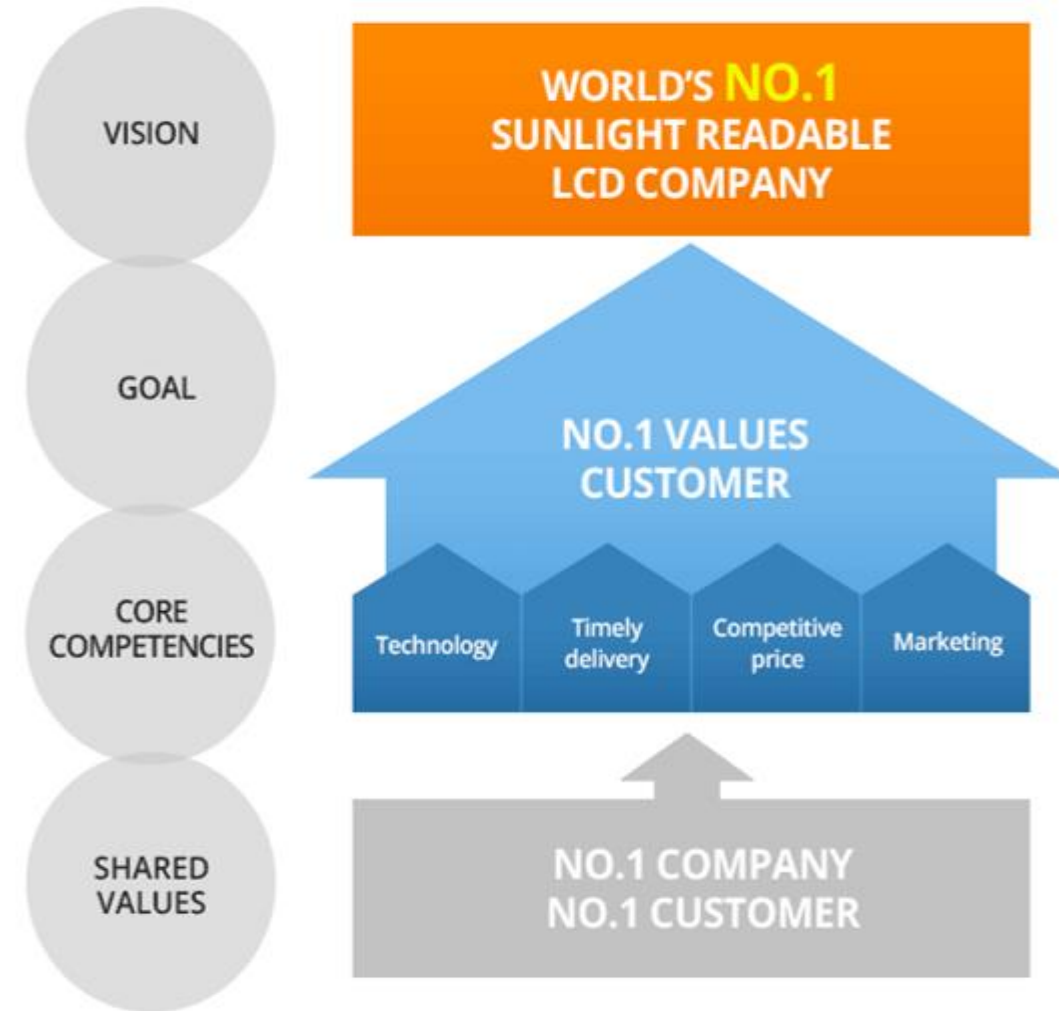 VISION
WORLD'S NO.1
SUNLIGHT READABLE
LCD COMPANY
GOAL
NO.1 VALUES
CUSTOMER
CORE
COMPETENCIES
Technology
Timely
delivery
Competitive
price
Marketing
SHARED
VALUES
NO.1 COMPANY
NO.1 CUSTOMER